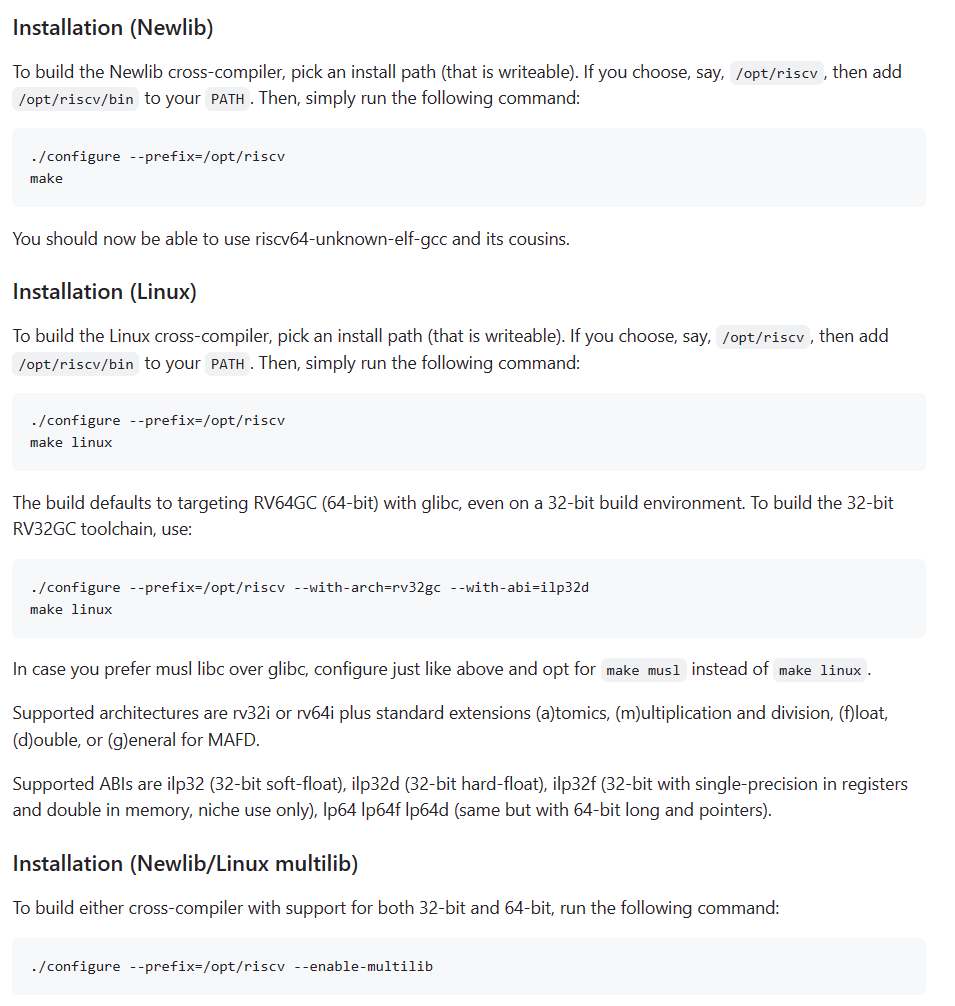 Installation (Newlib)
To build the Newlib cross-compiler, pick an install path (that is writeable). If you choose, say, /opt/riscv, then add
/opt/riscv/bin to your PATH. Then, simply run the following command:
./configure --prefix=/opt/riscv
make
You should now be able to use riscv64-unknown-elf-gcc and its cousins.
Installation (Linux)
To build the Linux cross-compiler, pick an install path (that is writeable). If you choose, say, /opt/riscv, then add
/opt/riscv/bin to your PATH. Then, simply run the following command:
./configure --prefix=/opt/riscv
make linux
The build defaults to targeting RV64GC (64-bit) with glibc, even on a 32-bit build environment. To build the 32-bit
RV32GC toolchain, use:
./configure --prefix=/opt/riscv --with-arch=rv32gc --with-abi=ilp32d
make linux
In case you prefer musl libc over glibc, configure just like above and opt for make musl instead of make linux.
Supported architectures are rv32i or rv64i plus standard extensions (a)tomics, (m)ultiplication and division, (f)loat,
(d)ouble, or (g)eneral for MAFD.
Supported ABIs are ilp32 (32-bit soft-float), ilp32d (32-bit hard-float), ilp32f (32-bit with single-precision in registers
and double in memory, niche use only), lp64 lp64f lp64d (same but with 64-bit long and pointers).
Installation (Newlib/Linux multilib)
To build either cross-compiler with support for both 32-bit and 64-bit, run the following command:
./configure --prefix=/opt/riscv --enable-multilib